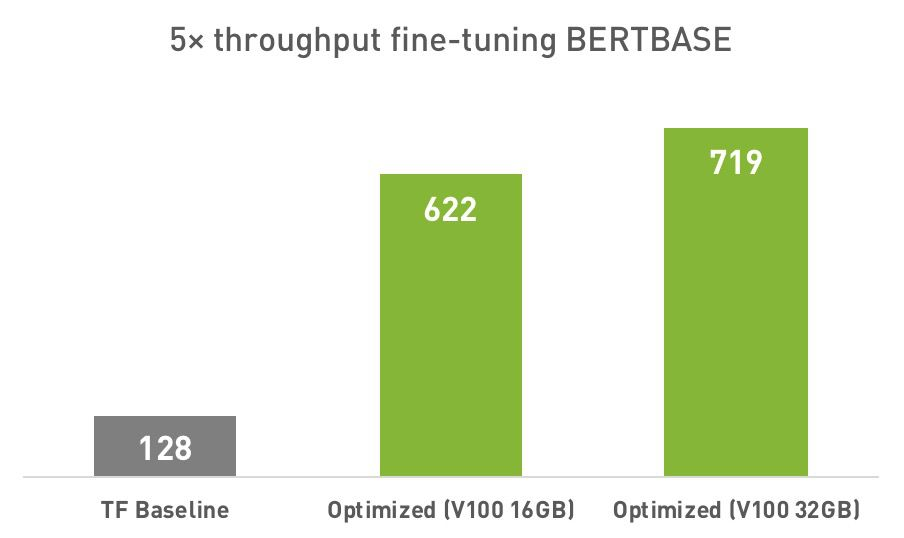 5× throughput fine-tuning BERTBASE
719
622
128
TF Baseline
Optimized (V100 16GB)
Optimized (V100 32GB)